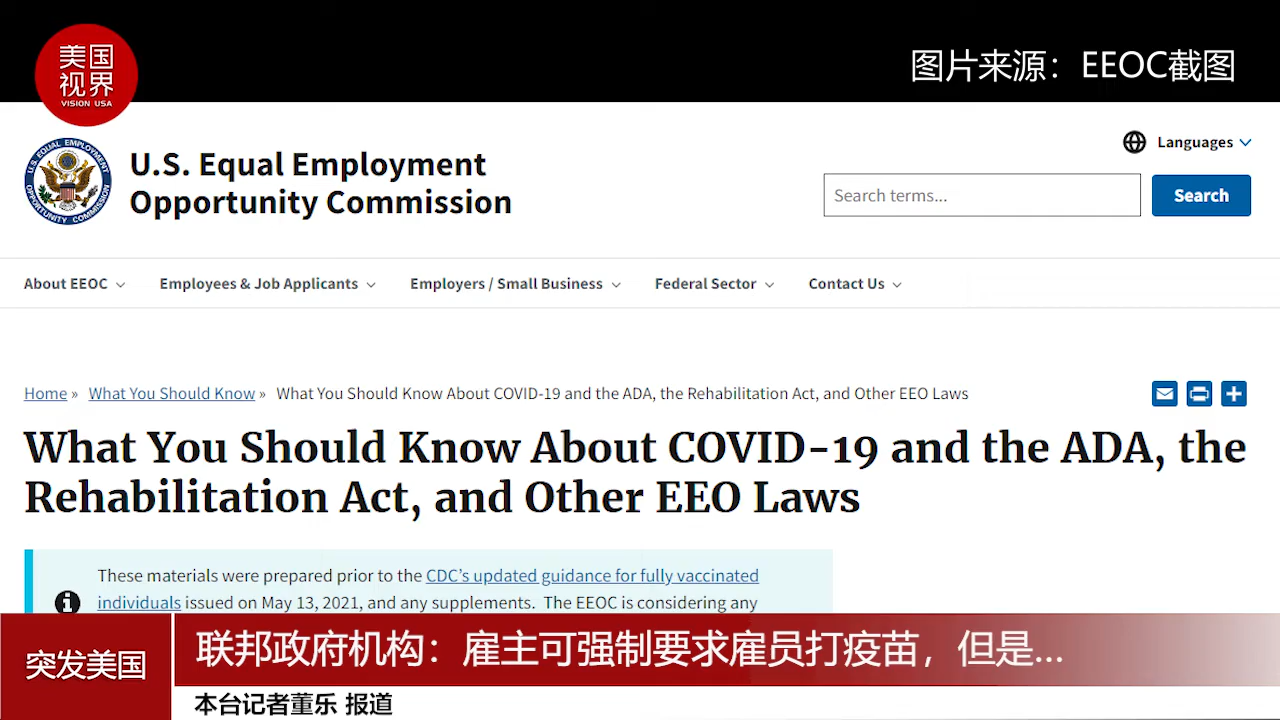 美国
视界
VISION USA
图片来源：EEOC截图
U.S. EQUAL EMPLOYMENT OPPORTUNITY COMMISSION
U.S. Equal Employment
Opportunity Commission
Languages
Search terms...
Search
About EEOC
Employees & Job Applicants
Employers / Small Business
Federal Sector
Contact Us
Home » What You Should Know » What You Should Know About COVID-19 and the ADA, the Rehabilitation Act, and Other EEO Laws
What You Should Know About COVID-19 and the ADA, the
Rehabilitation Act, and Other EEO Laws
These materials were prepared prior to the CDC's updated guidance for fully vaccinated
individuals issued on May 13, 2021, and any supplements. The EEOC is considering any
突发美国
联邦政府机构：雇主可强制要求雇员打疫苗，但是...
本台记者董乐 报道